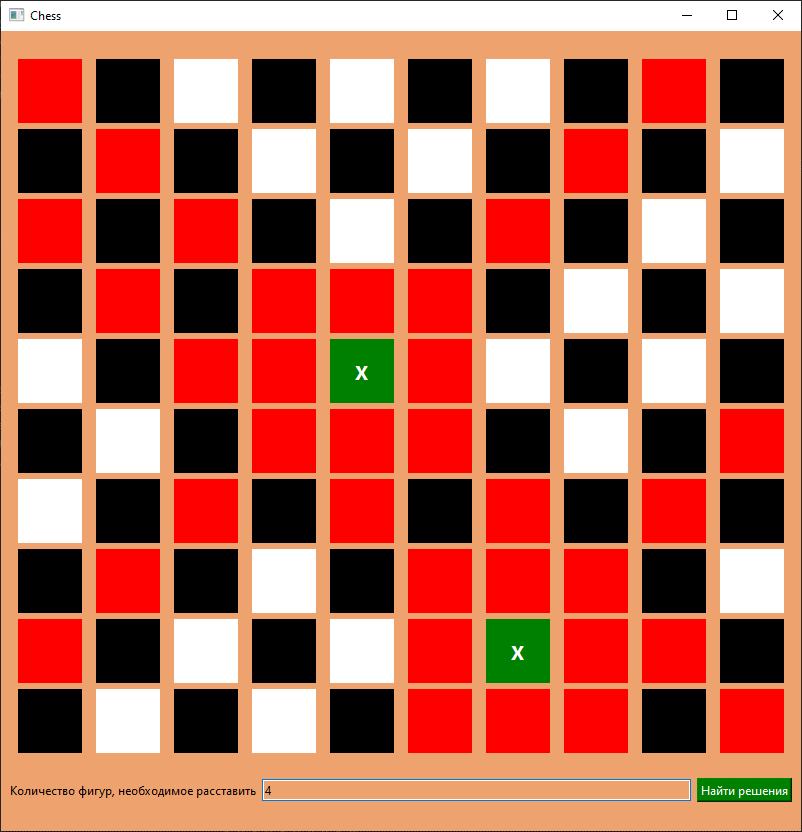 Chess
X
X
Количество фигур, необходимое расставить 4 Найти решения